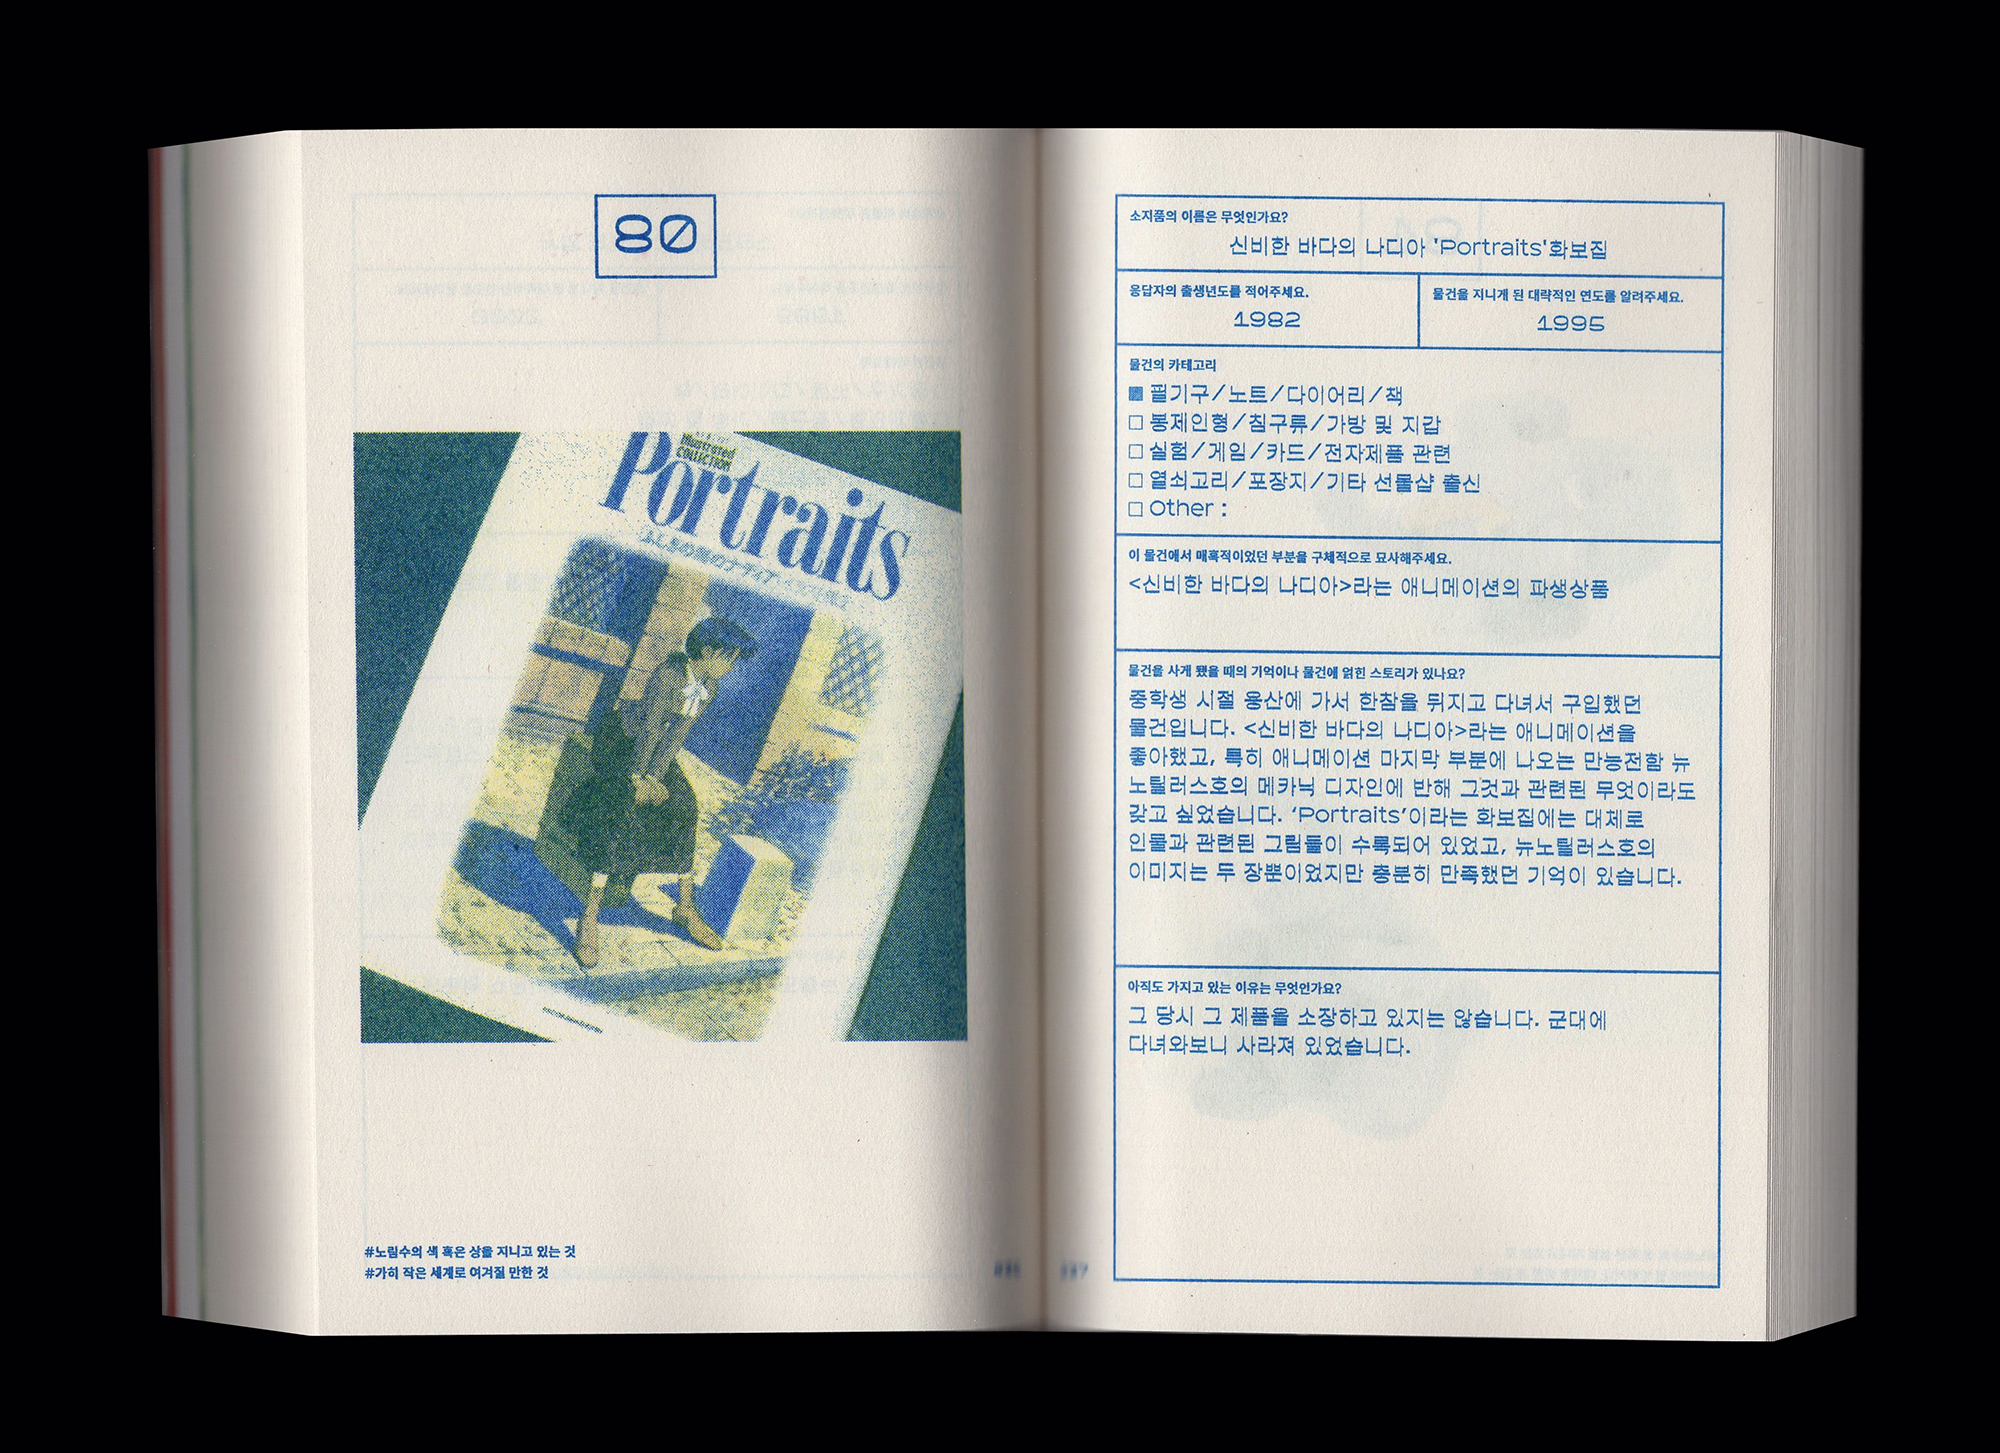 80
Illustrated
COLLECTION
Portraits
ふしぎの海のナディア
#노림수의 색 혹은 상을 지니고 있는 것
#가히 작은 세계로 여겨질 만한 것
소지품의 이름은 무엇인가요?
신비한 바다의 나디아 'Portraits'화보집
응답자의 출생년도를 적어주세요.
1982
물건을 지니게 된 대략적인 연도를 알려주세요.
1995
물건의 카테고리
■ 필기구/노트/다이어리/책
□ 봉제인형/침구류/가방 및 지갑
□ 실험/게임/카드/전자제품 관련
□ 열쇠고리/포장지/기타 선물샵 출신
□ Other :
이 물건에서 매혹적이었던 부분을 구체적으로 묘사해주세요.
<신비한 바다의 나디아>라는 애니메이션의 파생상품
물건을 사게 됐을 때의 기억이나 물건에 얽힌 스토리가 있나요?
중학생 시절 용산에 가서 한참을 뒤지고 다녀서 구입했던
물건입니다. <신비한 바다의 나디아>라는 애니메이션을
좋아했고, 특히 애니메이션 마지막 부분에 나오는 만능전함 뉴
노틸러스호의 메카닉 디자인에 반해 그것과 관련된 무엇이라도
갖고 싶었습니다. ‘Portraits’이라는 화보집에는 대체로
인물과 관련된 그림들이 수록되어 있었고, 뉴노틸러스호의
이미지는 두 장뿐이었지만 충분히 만족했던 기억이 있습니다.
아직도 가지고 있는 이유는 무엇인가요?
그 당시 그 제품을 소장하고 있지는 않습니다. 군대에
다녀와보니 사라져 있었습니다.